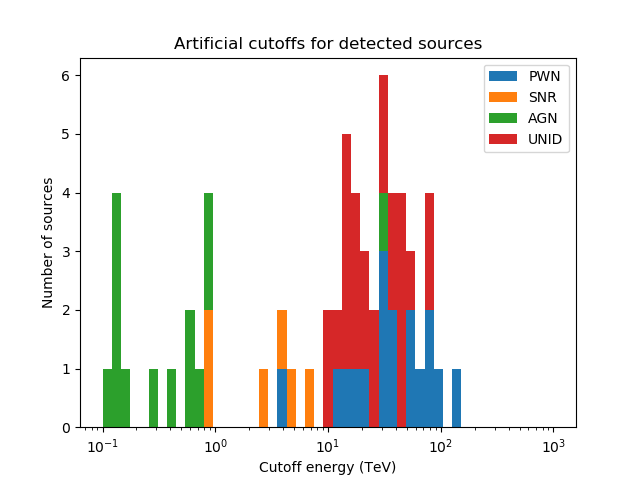 Artificial cutoffs for detected sources
6
5
4
3
2
1
0
Number of sources
PWN
SNR
AGN
UNID
10⁻¹
10⁰
10¹
10²
10³
Cutoff energy (TeV)